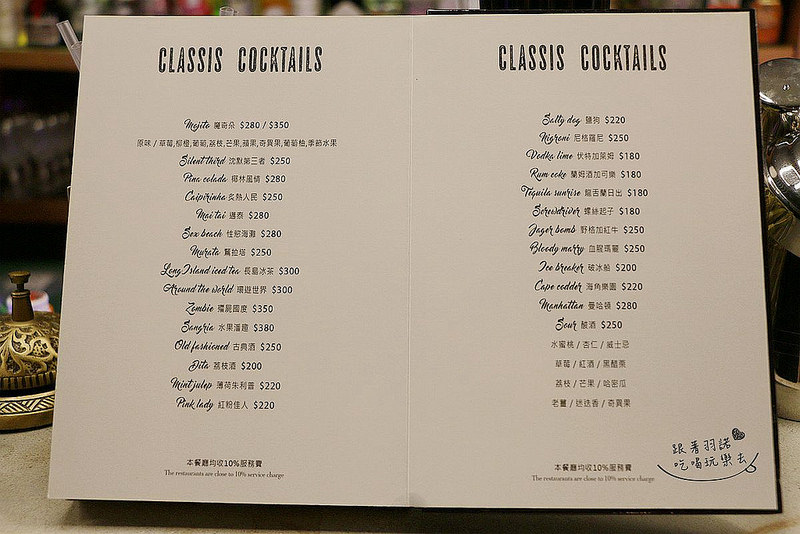 CLASSIS COCKTAILS
Mojito 魔奇朵 $280 / $350
原味 / 草莓,柳橙,葡萄,荔枝,芒果,蘋果,奇異果,葡萄柚,季節水果
Silent third 沈默第三者 $250
Pina colada 椰林風情 $280
Caipirinha 炙熱人民 $250
Mai tai 邁泰 $280
Sex beach 性慾海灘 $280
Murata 幕拉塔 $250
Long Island iced tea 長島冰茶 $300
Around the world 環遊世界 $300
Zombie 殭屍國度 $350
Sangria 水果潘趣 $380
Old fashioned 古典酒 $250
Dita 荔枝酒 $200
Mint julep 薄荷朱利普 $220
Pink lady 紅粉佳人 $220
本餐廳均收10%服務費
The restaurants are close to 10% service charge
CLASSIS COCKTAILS
Salty dog 鹽狗 $220
Nigroni 尼格羅尼 $250
Vodka lime 伏特加萊姆 $180
Rum coke 蘭姆酒加可樂 $180
Tequila sunrise 龍舌蘭日出 $180
Screwdriver 螺絲起子 $180
Jager bomb 野格加紅牛 $250
Bloody marry 血腥瑪麗 $250
Ice breaker 破冰船 $200
Cape codder 海角樂園 $220
Manhattan 曼哈頓 $280
Sour 酸酒 $250
水蜜桃 / 杏仁 / 威士忌
草莓 / 紅酒 / 黑醋栗
荔枝 / 芒果 / 哈密瓜
老薑 / 迷迭香 / 奇異果
本餐廳均收10%服務費
The restaurants are close to 10% service charge
跟著羽諾
吃喝玩樂去